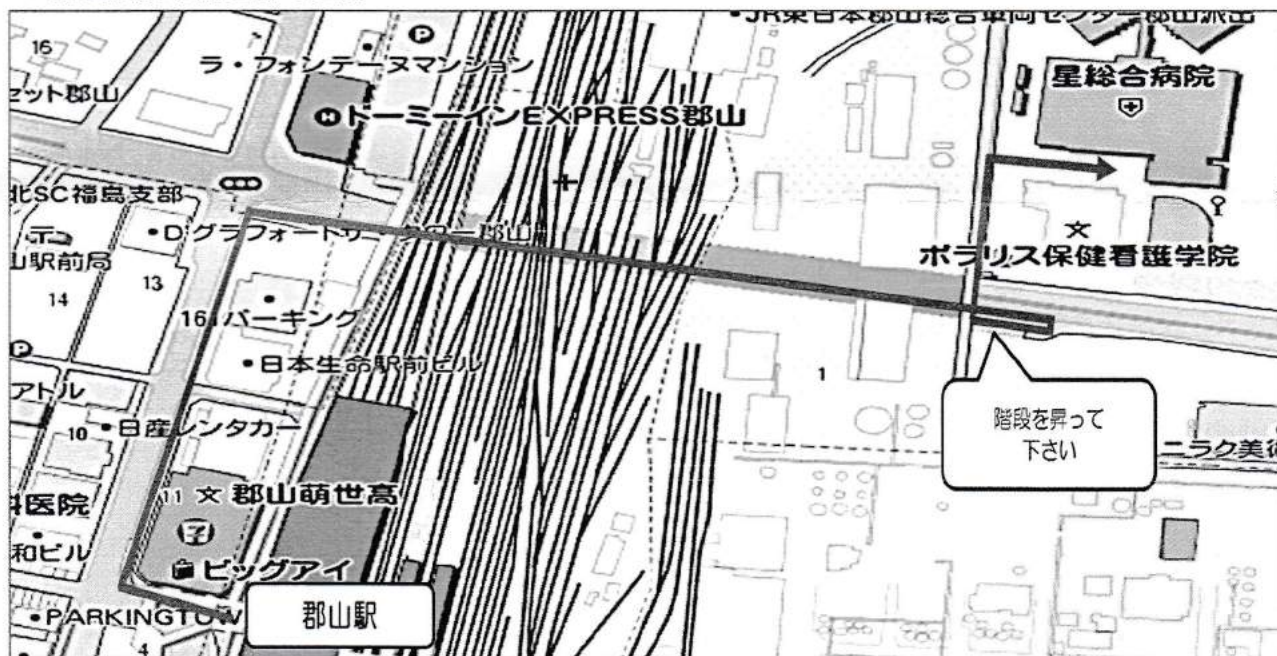 ・JR東日本郡山総合車両センター郡山派出
16
P
ラ・フォンテーヌマンション
星総合病院
セット郡山
H ドーミーインEXPRESS郡山
北SC福島支部
・Dグラフォート
郡山
山駅前局
13
文
ポラリス保健看護学院
14
161パーキング
P
・日本生命駅前ビル
1
アトル
階段を昇って
下さい
10
・日産レンタカー
ニラク美術
11
文 郡山萌世高
科医院
和ビル
ビッグアイ
・PARKINGTOW
郡山駅
4